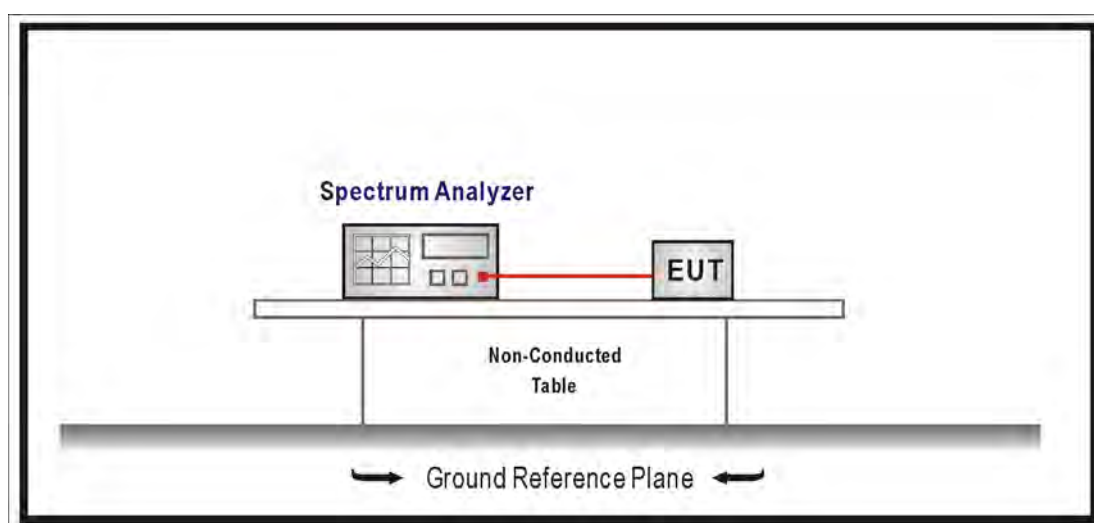 Spectrum Analyzer
EUT
Non-Conducted
Table
Ground Reference Plane